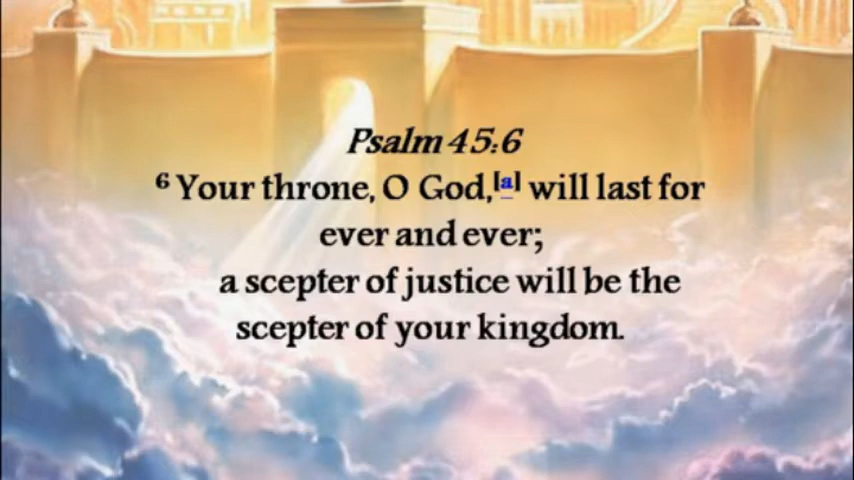 Psalm 45:6
6 Your throne, O God,[a] will last for
ever and ever;
a scepter of justice will be the
scepter of your kingdom.